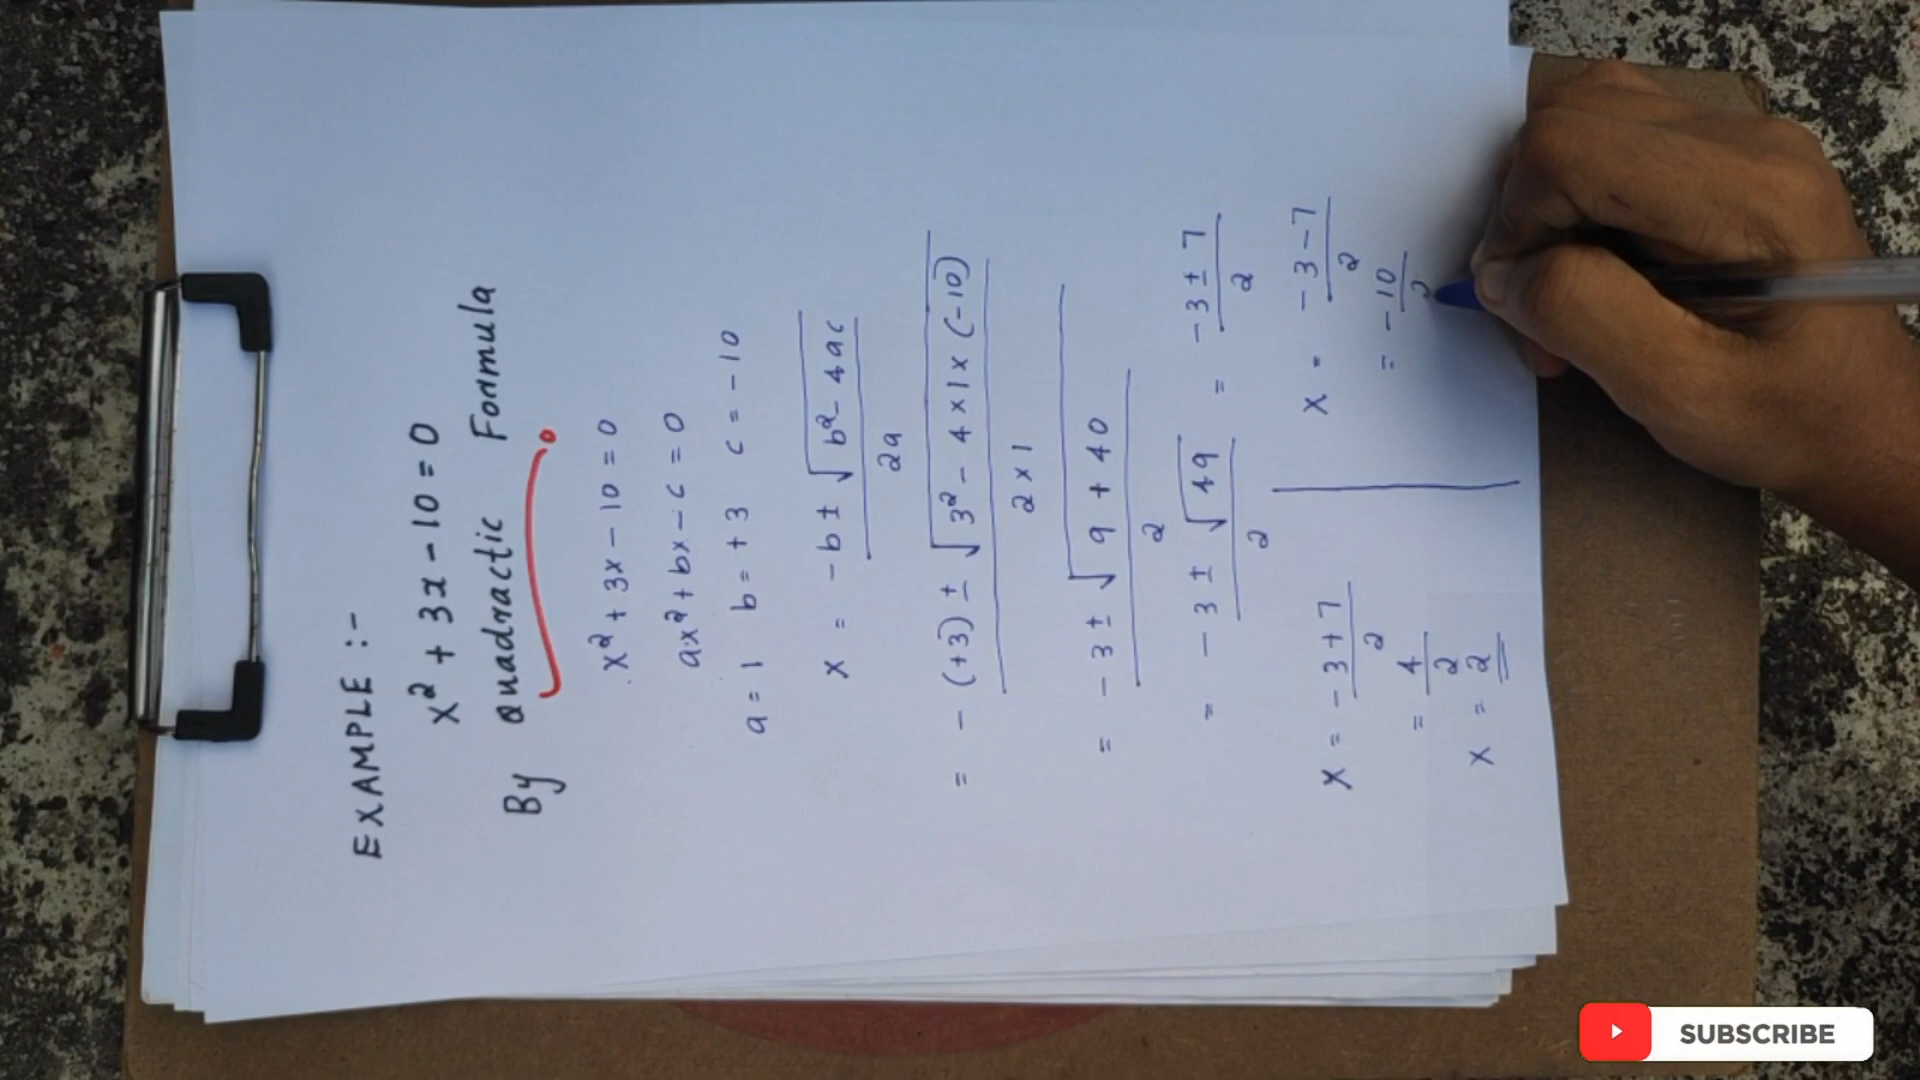 EXAMPLE :-
x² + 3x - 10 = 0
By Quadractic Formula
x² + 3x - 10 = 0
ax² + bx - c = 0
a = 1 b = + 3 c = - 10
x = -b ± √b² - 4ac / 2a
= - (+3) ± √3² - 4 × 1 × (-10) / 2 × 1
= - 3 ± √9 + 40 / 2
= - 3 ± √49 / 2 = - 3 ± 7 / 2
x = - 3 + 7 / 2
= 4 / 2
x = 2
x = - 3 - 7 / 2
= - 10 / 2
SUBSCRIBE